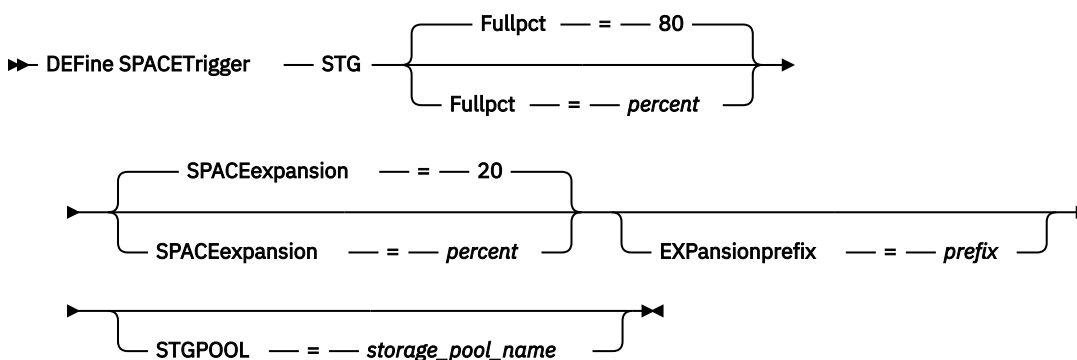 Fullpct = 80
DEFine SPACETrigger STG
Fullpct = percent
SPACEexpansion = 20
SPACEexpansion = percent EXPansionprefix = prefix
STGPOOL = storage_pool_name